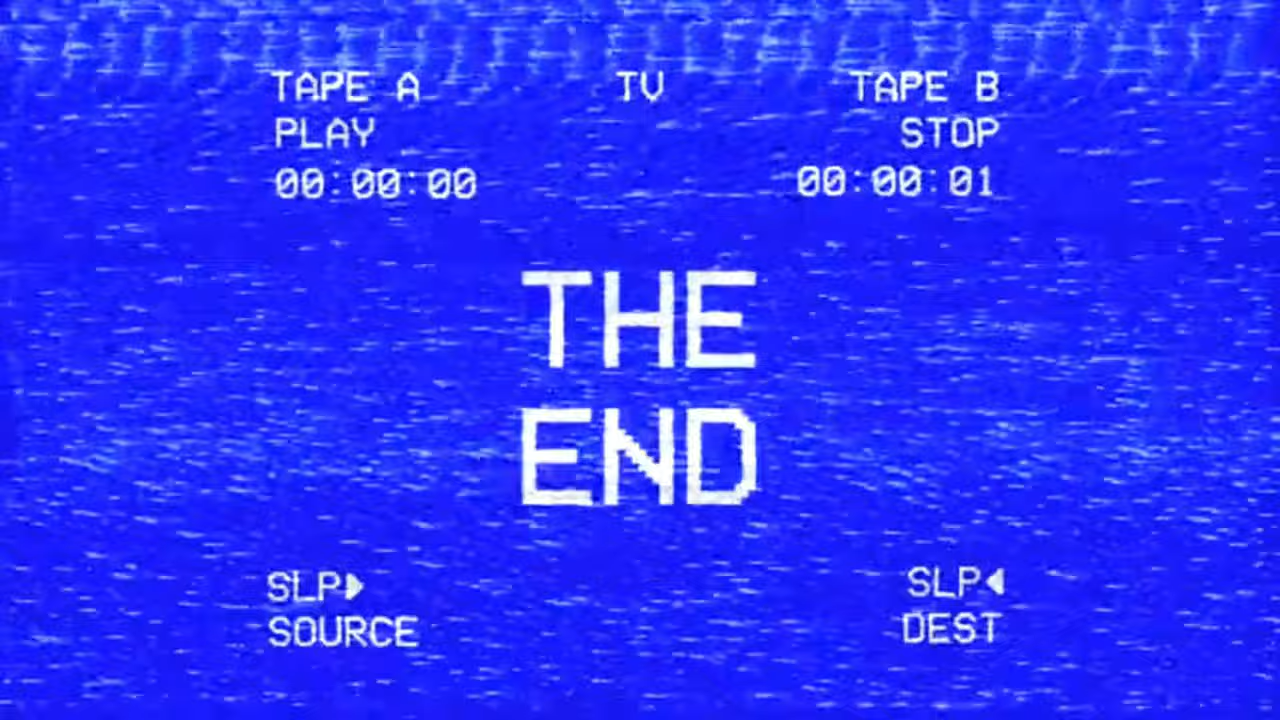 TAPE A TV TAPE B
PLAY STOP
00:00:00 00:00:01
THE
END
SLP▶ SLP◀
SOURCE DEST